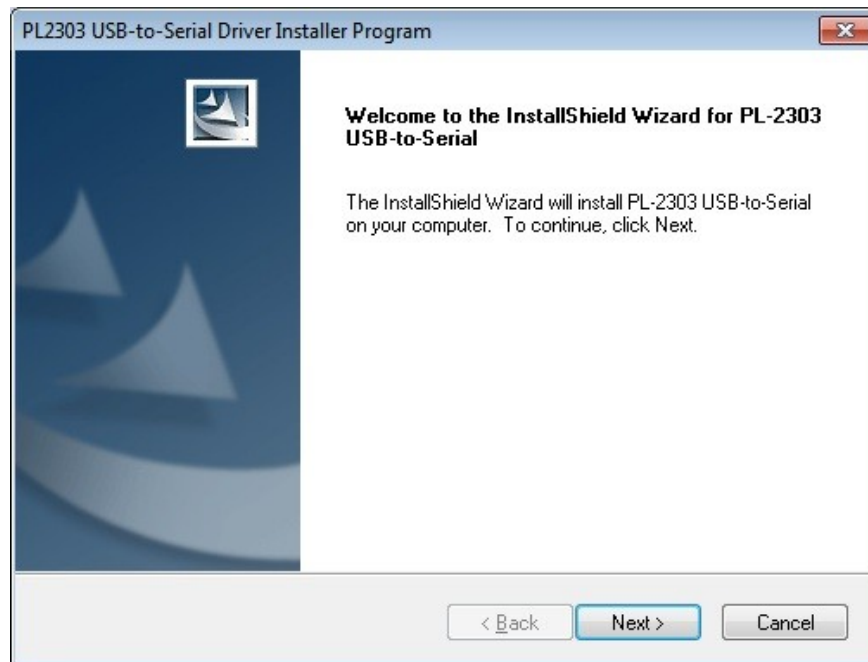 PL2303 USB-to-Serial Driver Installer Program
Welcome to the InstallShield Wizard for PL-2303
USB-to-Serial
The InstallShield Wizard will install PL-2303 USB-to-Serial
on your computer.  To continue, click Next.
< Back
Next >
Cancel